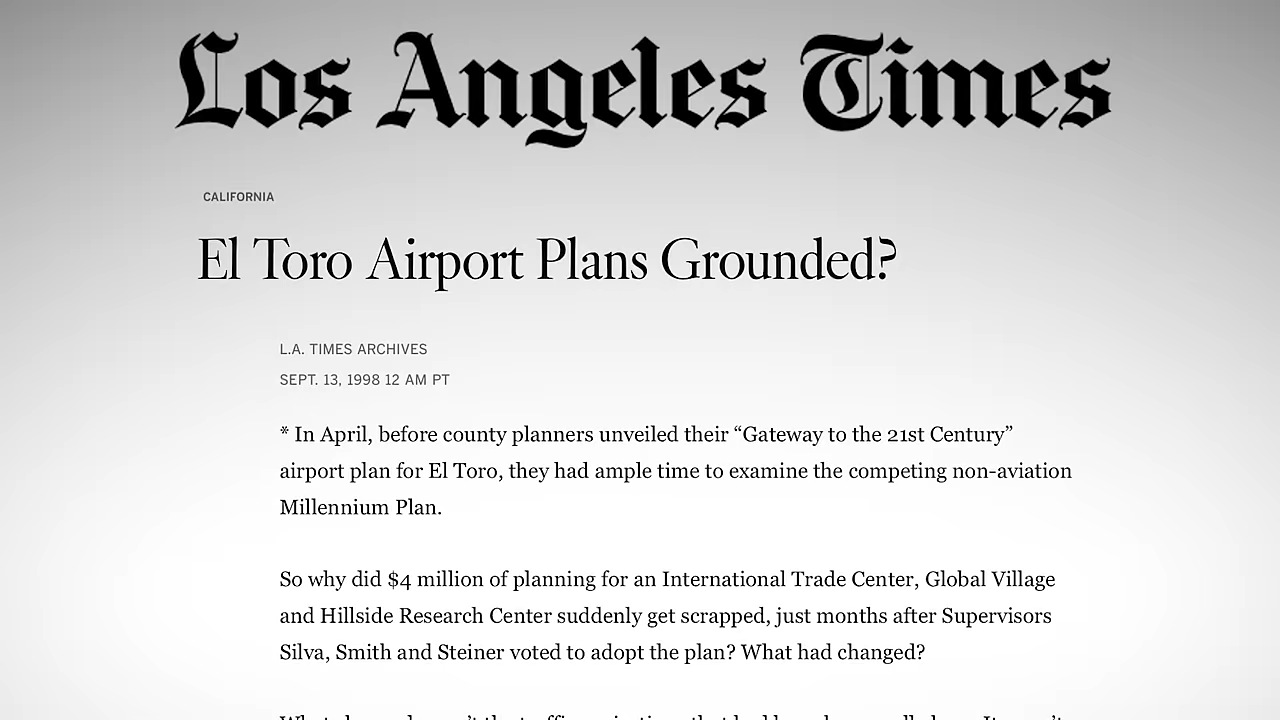 Los Angeles Times
CALIFORNIA
El Toro Airport Plans Grounded?
L.A. TIMES ARCHIVES
SEPT. 13, 1998 12 AM PT
* In April, before county planners unveiled their “Gateway to the 21st Century”
airport plan for El Toro, they had ample time to examine the competing non-aviation
Millennium Plan.
So why did $4 million of planning for an International Trade Center, Global Village
and Hillside Research Center suddenly get scrapped, just months after Supervisors
Silva, Smith and Steiner voted to adopt the plan? What had changed?